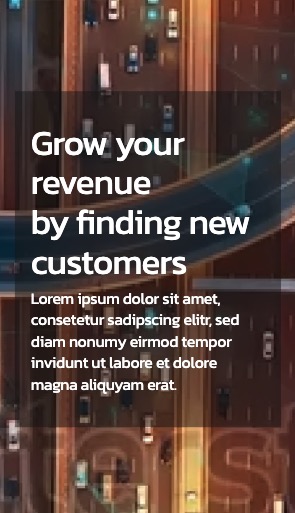 Grow your
revenue
by finding new
customers
Lorem ipsum dolor sit amet,
consetetur sadipscing elitr, sed
diam nonumy eirmod tempor
invidunt ut labore et dolore
magna aliquyam erat.
ters